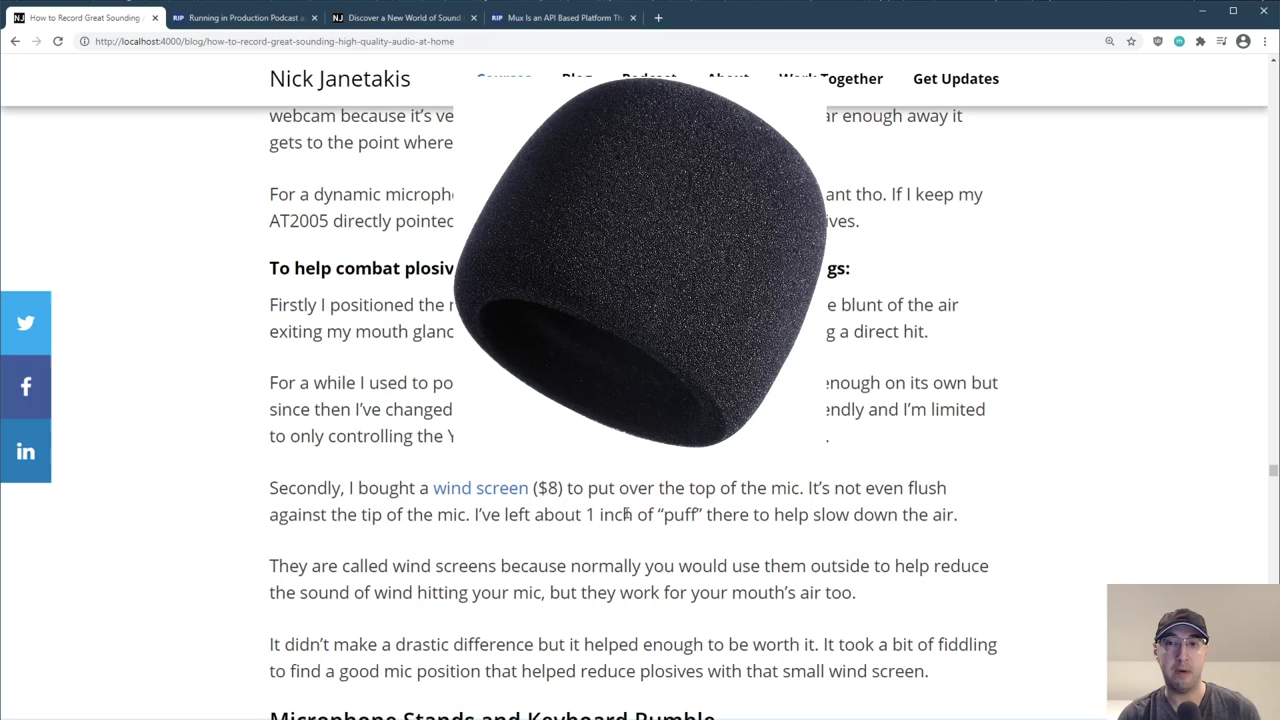 How to Record Great Sounding
RIP Running in Production Podcast a
NJ Discover a New World of Sound
RIP Mux Is an API Based Platform Th
http://localhost:4000/blog/how-to-record-great-sounding-high-quality-audio-at-home
Nick Janetakis
Courses Blog Podcast About Work Together Get Updates
webcam because it's ve
ar enough away it
gets to the point where
For a dynamic microph
ant tho. If I keep my
AT2005 directly pointed
ives.
To help combat plosiv
gs:
Firstly I positioned the
e blunt of the air
exiting my mouth glanc
g a direct hit.
For a while I used to po
enough on its own but
since then I've changed
endly and I'm limited
to only controlling the
Secondly, I bought a wind screen ($8) to put over the top of the mic. It's not even flush
against the tip of the mic. I've left about 1 inch of “puff” there to help slow down the air.
They are called wind screens because normally you would use them outside to help reduce
the sound of wind hitting your mic, but they work for your mouth's air too.
It didn't make a drastic difference but it helped enough to be worth it. It took a bit of fiddling
to find a good mic position that helped reduce plosives with that small wind screen.
Microphone Stands and Keyboard Rumble